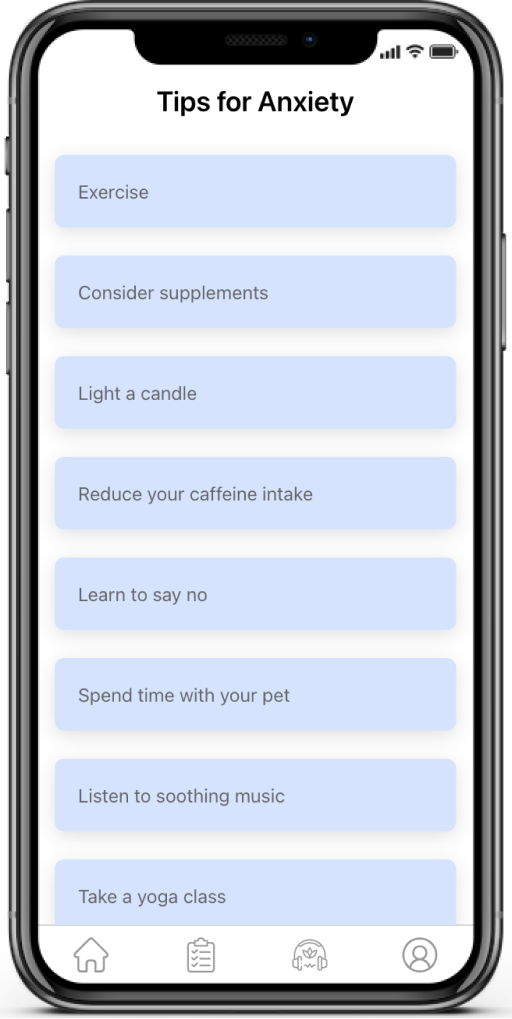 Tips for Anxiety
Exercise
Consider supplements
Light a candle
Reduce your caffeine intake
Learn to say no
Spend time with your pet
Listen to soothing music
Take a yoga class